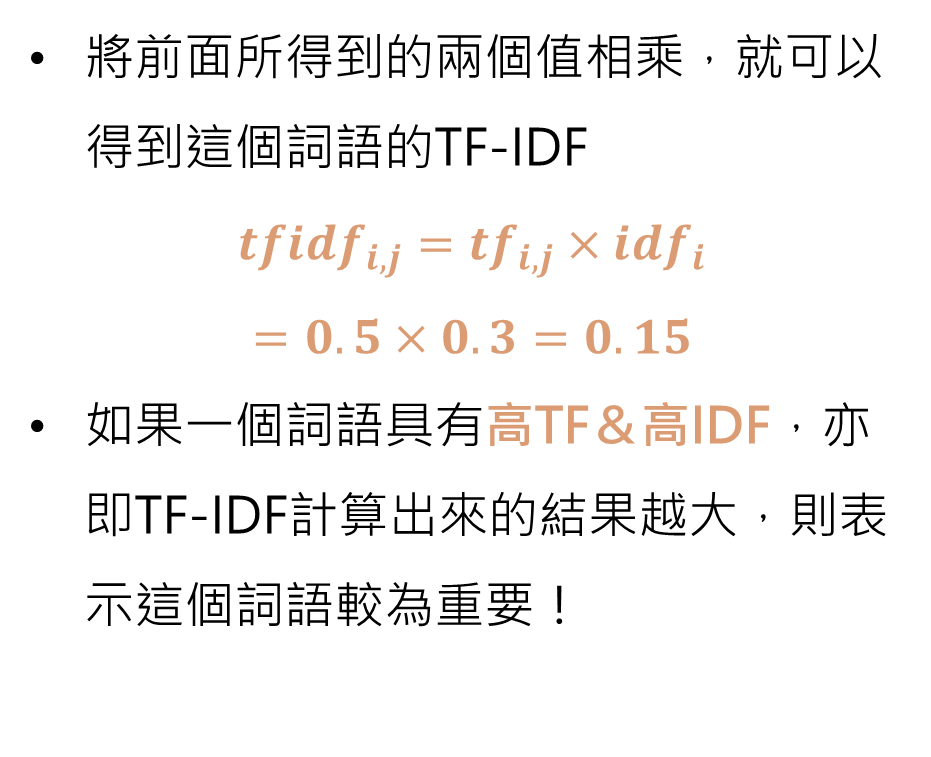 • 將前面所得到的兩個值相乘，就可以
得到這個詞語的TF-IDF
tfidf_{i,j} = tf_{i,j} × idf_i
= 0.5 × 0.3 = 0.15
• 如果一個詞語具有高TF＆高IDF，亦
即TF-IDF計算出來的結果越大，則表
示這個詞語較為重要！